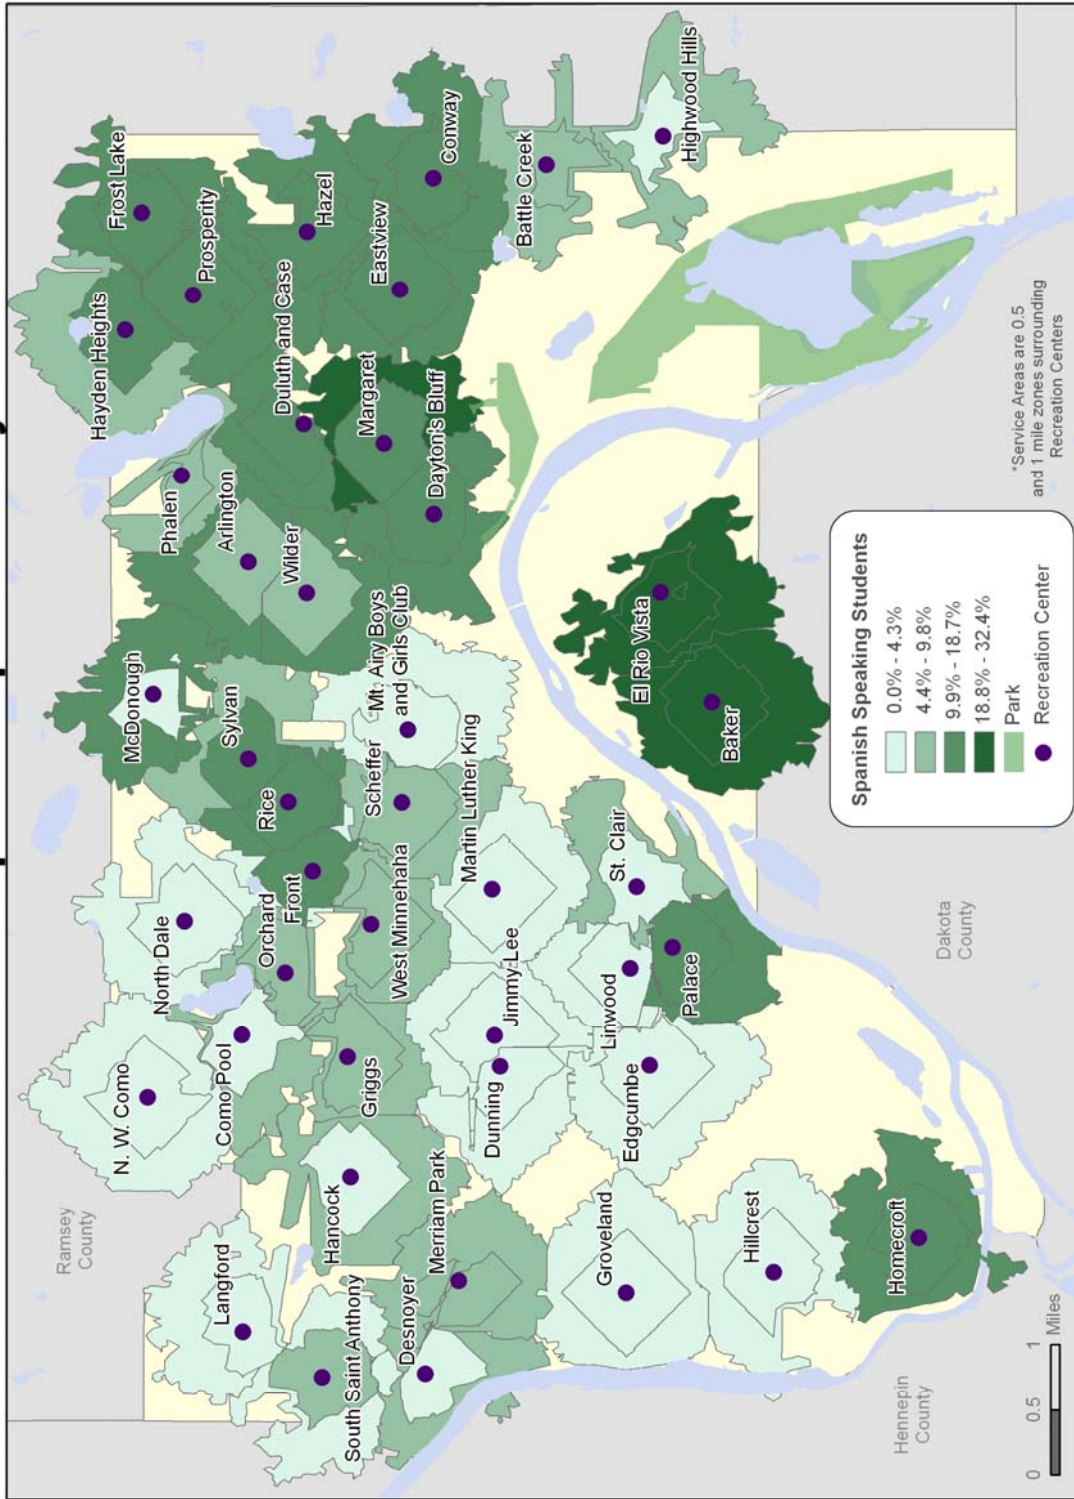 Ramsey
County
Hennepin
County
Dakota
County
N. W. Como
North Dale
McDonough
Phalen
Hayden Heights
Frost Lake
Prosperity
Langford
Como Pool
Orchard
Sylvan
Arlington
Rice
Front
Wilder
Duluth and Case
Hazel
South Saint Anthony
Hancock
Griggs
West Minnehaha
Scheffer
Mt. Airy Boys
and Girls Club
Margaret
Eastview
Conway
Desnoyer
Merriam Park
Dayton's Bluff
Dunning
Jimmy Lee
Martin Luther King
Battle Creek
Groveland
Edgcumbe
Linwood
St. Clair
Palace
El Rio Vista
Baker
Highwood Hills
Hillcrest
Homecroft
Spanish Speaking Students
0.0% - 4.3%
4.4% - 9.8%
9.9% - 18.7%
18.8% - 32.4%
Park
Recreation Center
*Service Areas are 0.5
and 1 mile zones surrounding
Recreation Centers
0 0.5 1
Miles